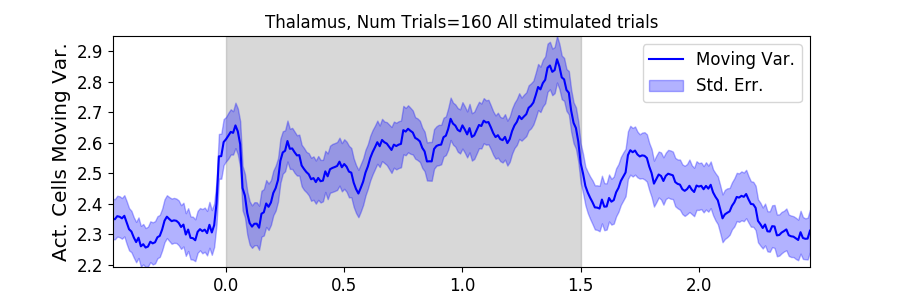 Thalamus, Num Trials=160 All stimulated trials
Act. Cells Moving Var.
2.9
2.8
2.7
2.6
2.5
2.4
2.3
2.2
Moving Var.
Std. Err.
0.0 0.5 1.0 1.5 2.0